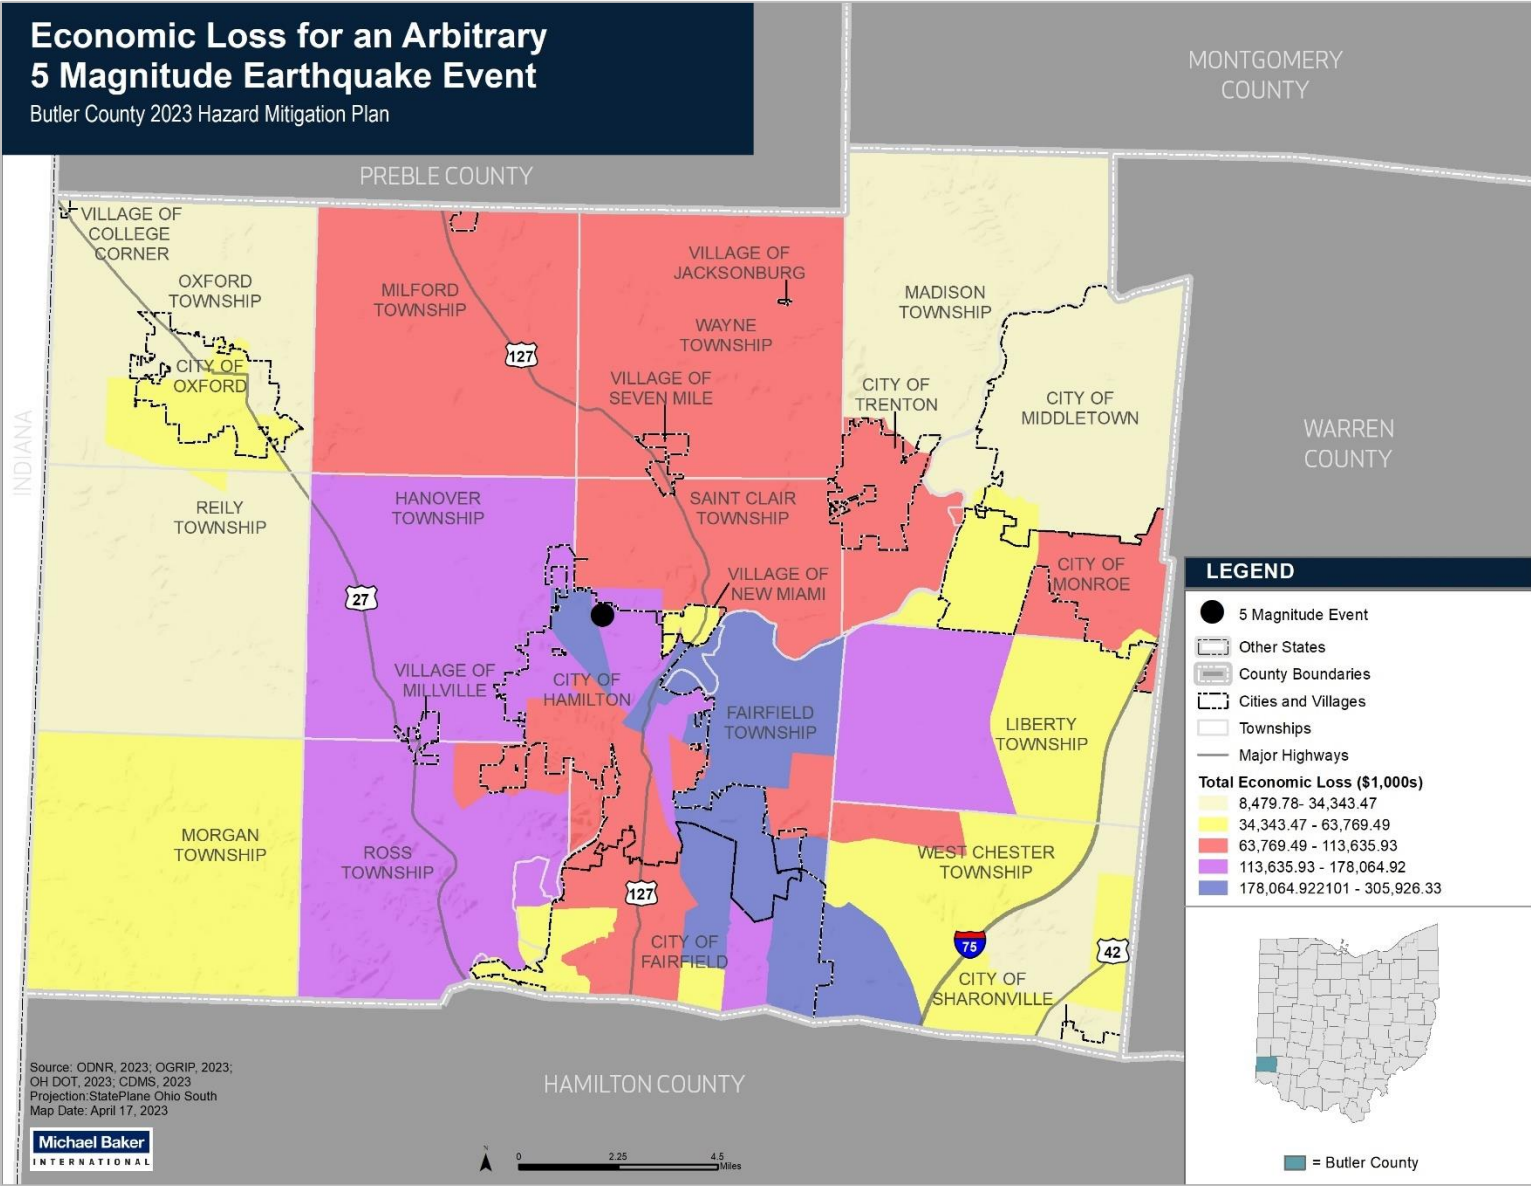 Economic Loss for an Arbitrary
5 Magnitude Earthquake Event
Butler County 2023 Hazard Mitigation Plan
MONTGOMERY
COUNTY
PREBLE COUNTY
VILLAGE OF
COLLEGE
CORNER
OXFORD
TOWNSHIP
MILFORD
TOWNSHIP
VILLAGE OF
JACKSONBURG
WAYNE
TOWNSHIP
MADISON
TOWNSHIP
127
CITY OF
OXFORD
VILLAGE OF
SEVEN MILE
CITY OF
TRENTON
CITY OF
MIDDLETOWN
WARREN
COUNTY
INDIANA
REILY
TOWNSHIP
HANOVER
TOWNSHIP
SAINT CLAIR
TOWNSHIP
27
VILLAGE OF
NEW MIAMI
CITY OF
MONROE
VILLAGE OF
MILLVILLE
CITY OF
HAMILTON
FAIRFIELD
TOWNSHIP
LIBERTY
TOWNSHIP
MORGAN
TOWNSHIP
ROSS
TOWNSHIP
WEST CHESTER
TOWNSHIP
127
CITY OF
FAIRFIELD
75
42
CITY OF
SHARONVILLE
HAMILTON COUNTY
LEGEND
5 Magnitude Event
Other States
County Boundaries
Cities and Villages
Townships
Major Highways
Total Economic Loss ($1,000s)
8,479.78- 34,343.47
34,343.47 - 63,769.49
63,769.49 - 113,635.93
113,635.93 - 178,064.92
178,064.922101 - 305,926.33
= Butler County
Source: ODNR, 2023; OGRIP, 2023;
OH DOT, 2023; CDMS, 2023
Projection:StatePlane Ohio South
Map Date: April 17, 2023
Michael Baker
INTERNATIONAL
N
0 2.25 4.5
Miles